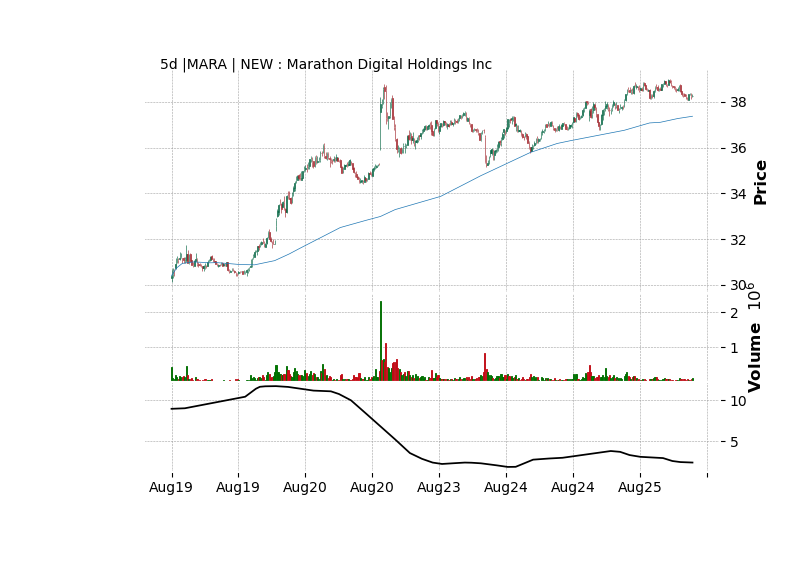 5d |MARA | NEW : Marathon Digital Holdings Inc
38
36
34
32
30
Price
10⁶
2
1
Volume
10
5
Aug19 Aug19 Aug20 Aug20 Aug23 Aug24 Aug24 Aug25